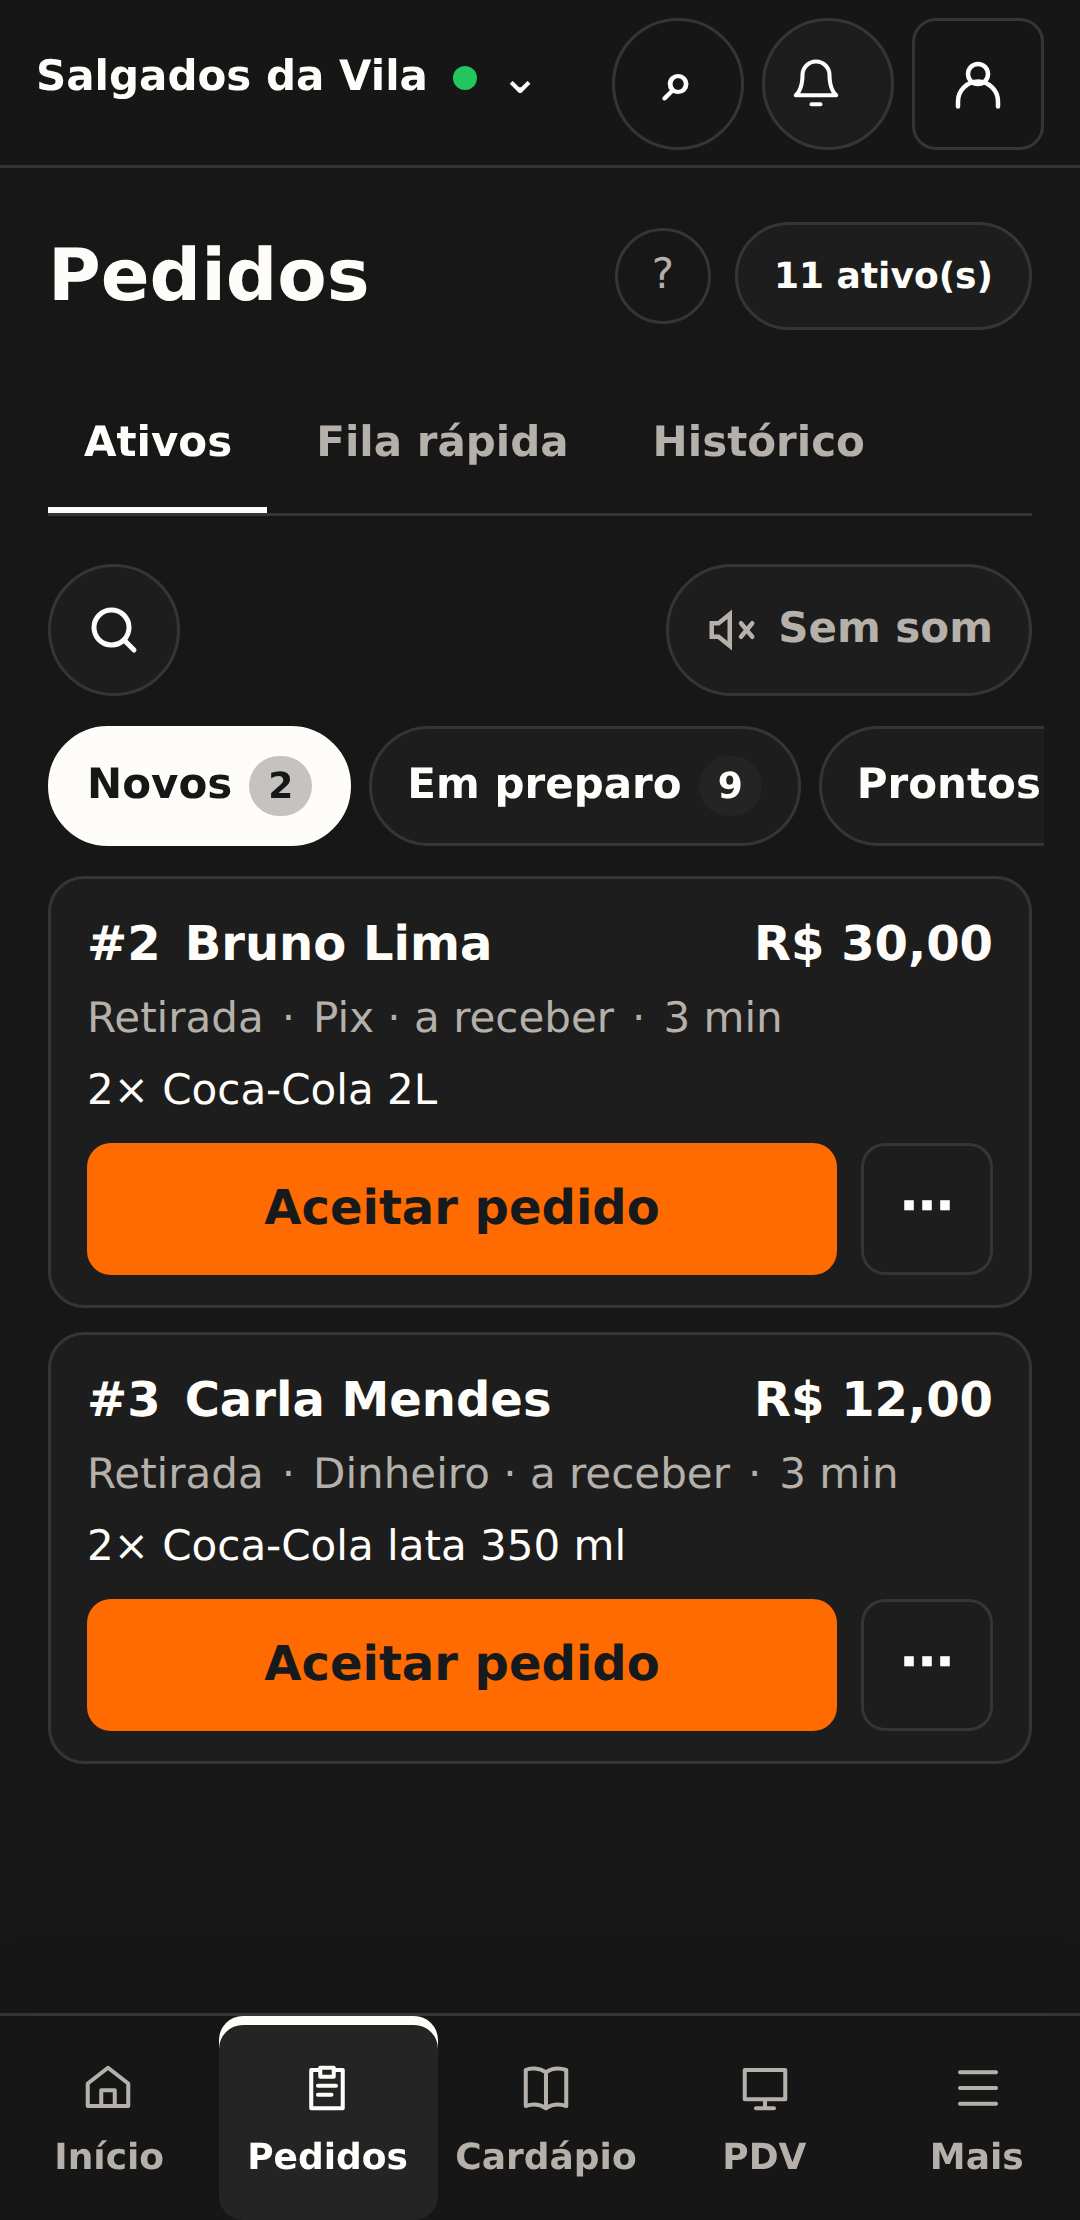 Salgados da Vila
Pedidos
?
11 ativo(s)
Ativos
Fila rápida
Histórico
Sem som
Novos 2
Em preparo 9
Prontos
#2 Bruno Lima R$ 30,00
Retirada · Pix · a receber · 3 min
2× Coca-Cola 2L
Aceitar pedido
#3 Carla Mendes R$ 12,00
Retirada · Dinheiro · a receber · 3 min
2× Coca-Cola lata 350 ml
Aceitar pedido
Início
Pedidos
Cardápio
PDV
Mais